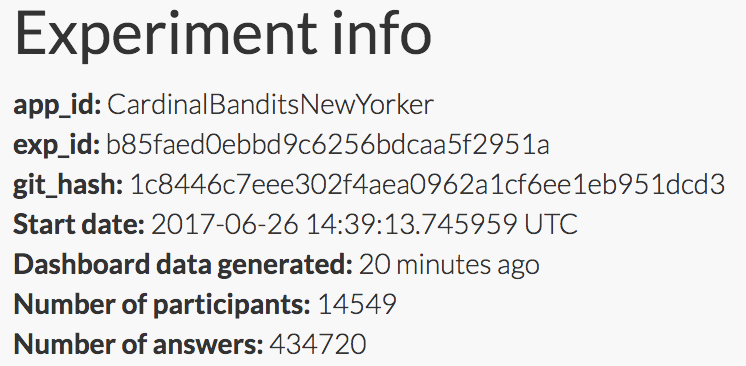 Experiment info
app_id: CardinalBanditsNewYorker
exp_id: b85faed0ebbd9c6256bdcaa5f2951a
git_hash: 1c8446c7eee302f4aea0962a1cf6ee1eb951dcd3
Start date: 2017-06-26 14:39:13.745959 UTC
Dashboard data generated: 20 minutes ago
Number of participants: 14549
Number of answers: 434720